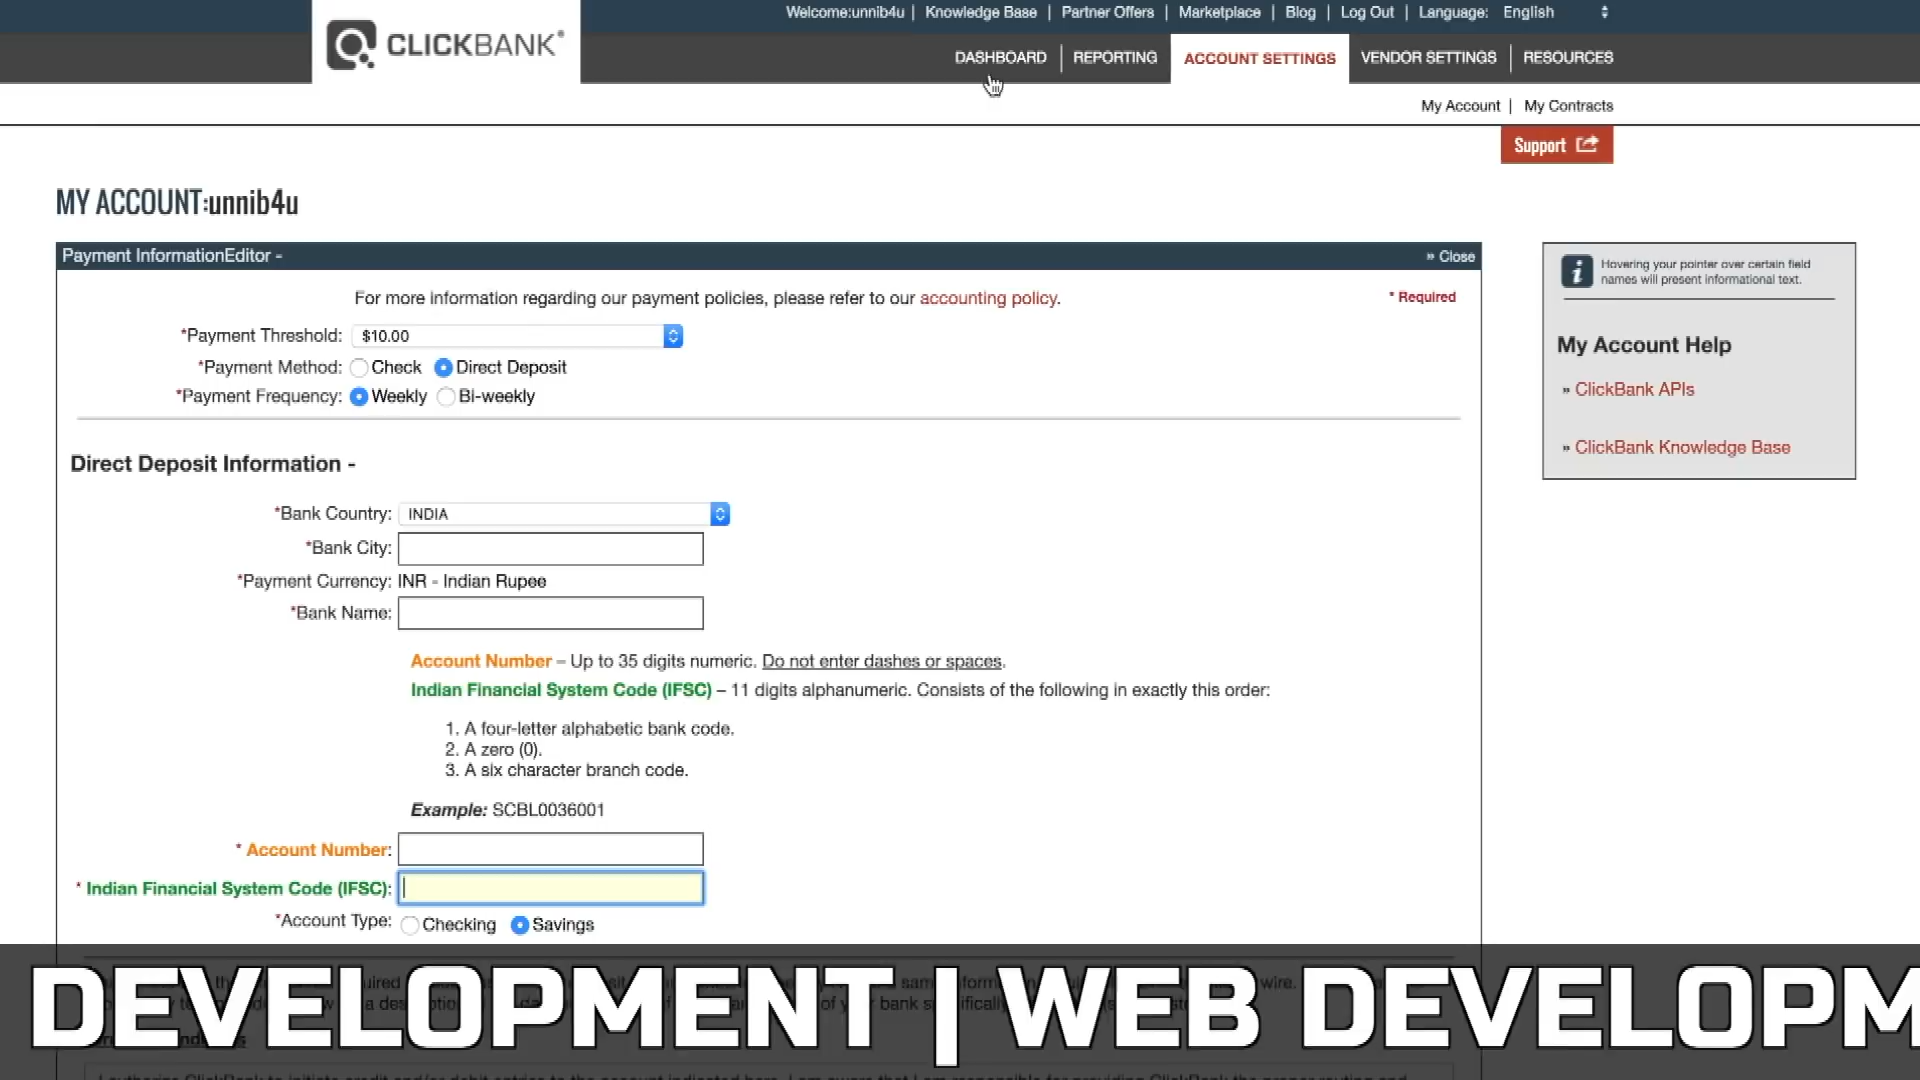 Welcome:unnib4u | Knowledge Base | Partner Offers | Marketplace | Blog | Log Out | Language: English
CLICKBANK®
DASHBOARD | REPORTING ACCOUNT SETTINGS VENDOR SETTINGS | RESOURCES
My Account | My Contracts
Support
MY ACCOUNT:unnib4u
Payment InformationEditor -
» Close
For more information regarding our payment policies, please refer to our accounting policy.
* Required
*Payment Threshold: $10.00
*Payment Method: Check Direct Deposit
*Payment Frequency: Weekly Bi-weekly
Direct Deposit Information -
*Bank Country: INDIA
*Bank City:
*Payment Currency: INR - Indian Rupee
*Bank Name:
Account Number – Up to 35 digits numeric. Do not enter dashes or spaces.
Indian Financial System Code (IFSC) – 11 digits alphanumeric. Consists of the following in exactly this order:
1. A four-letter alphabetic bank code.
2. A zero (0).
3. A six character branch code.
Example: SCBL0036001
* Account Number:
* Indian Financial System Code (IFSC):
*Account Type: Checking Savings
Hovering your pointer over certain field
names will present informational text.
My Account Help
» ClickBank APIs
» ClickBank Knowledge Base
DEVELOPMENT | WEB DEVELOPM